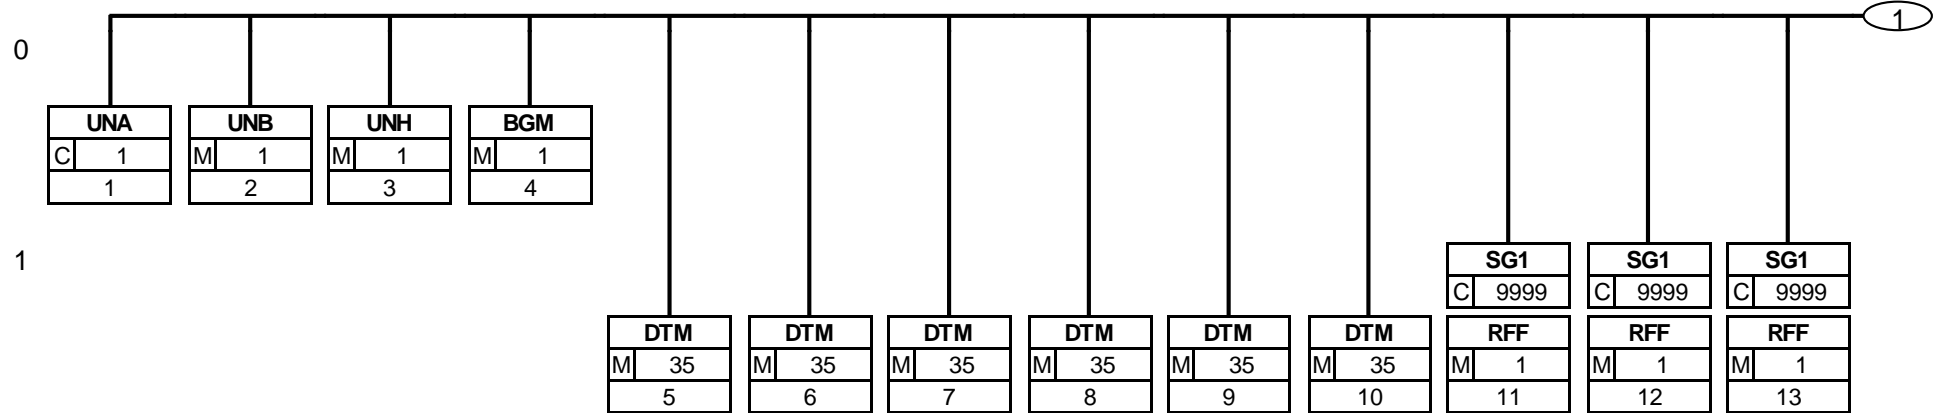 1
0
UNA UNB UNH BGM
C 1 M 1 M 1 M 1
1 2 3 4
1
SG1 SG1 SG1
C 9999 C 9999 C 9999
DTM DTM DTM DTM DTM DTM RFF RFF RFF
M 35 M 35 M 35 M 35 M 35 M 35 M 1 M 1 M 1
5 6 7 8 9 10 11 12 13